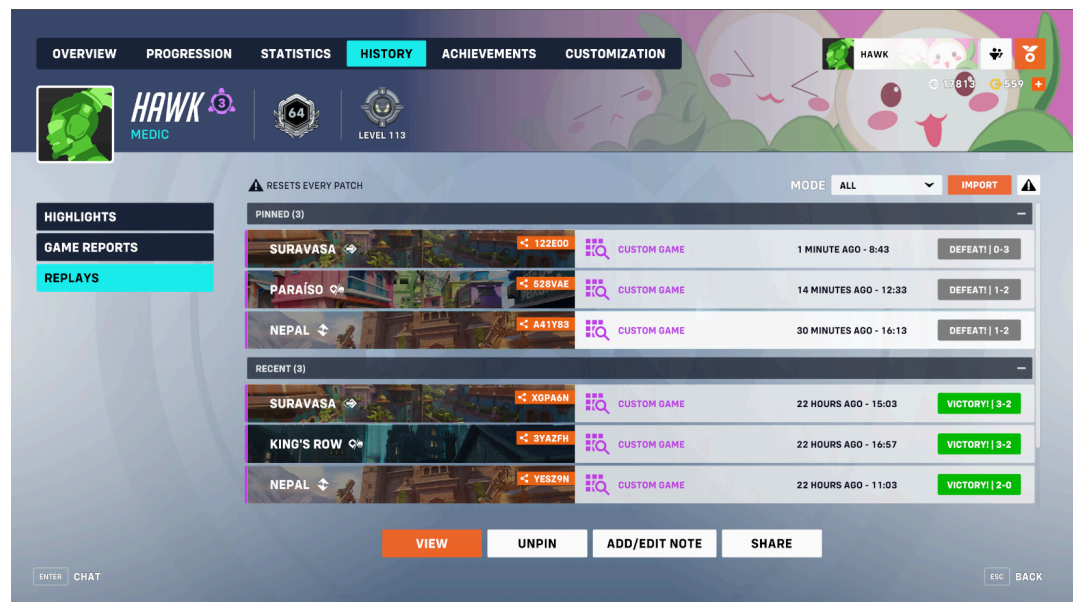 OVERVIEW PROGRESSION STATISTICS HISTORY ACHIEVEMENTS CUSTOMIZATION HAWK
17813 559
HAWK 3
MEDIC
64
LEVEL 113
RESETS EVERY PATCH MODE ALL IMPORT
HIGHLIGHTS
GAME REPORTS
REPLAYS
PINNED (3)
SURAVASA 122E00 CUSTOM GAME 1 MINUTE AGO - 8:43 DEFEAT! | 0-3
PARAÍSO 528VAE CUSTOM GAME 14 MINUTES AGO - 12:33 DEFEAT! | 1-2
NEPAL A41Y83 CUSTOM GAME 30 MINUTES AGO - 16:13 DEFEAT! | 1-2
RECENT (3)
SURAVASA XGPA6N CUSTOM GAME 22 HOURS AGO - 15:03 VICTORY! | 3-2
KING'S ROW 3YAZFH CUSTOM GAME 22 HOURS AGO - 16:57 VICTORY! | 3-2
NEPAL YESZ9N CUSTOM GAME 22 HOURS AGO - 11:03 VICTORY! | 2-0
VIEW UNPIN ADD/EDIT NOTE SHARE
ENTER CHAT ESC BACK